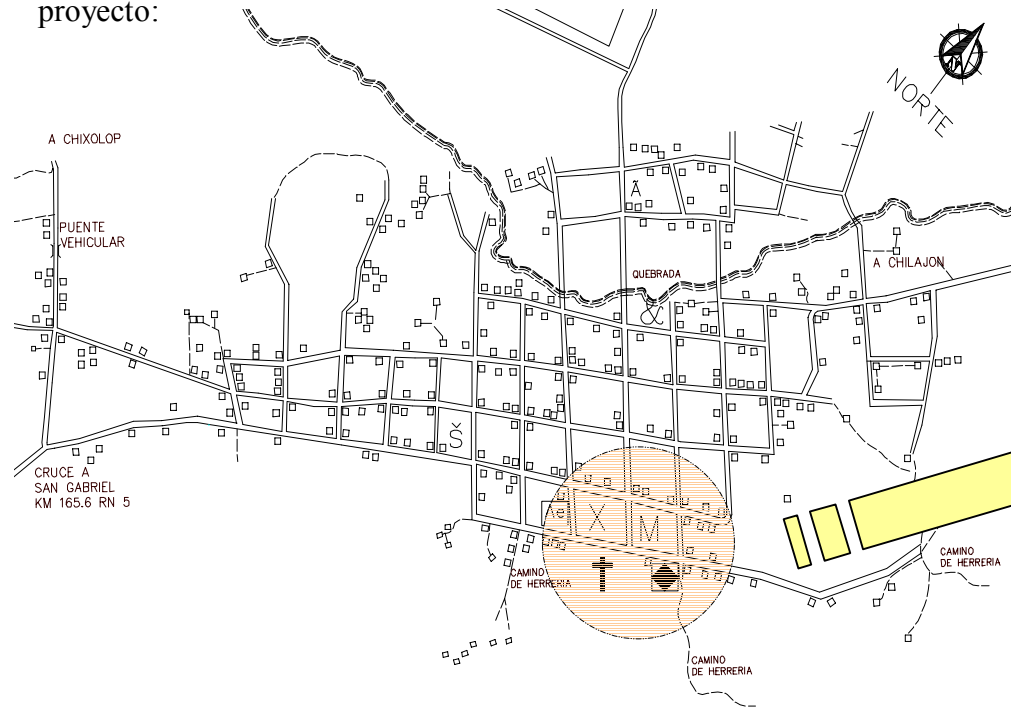 proyecto:
NORTE
A CHIXOLOP
PUENTE
VEHICULAR
Ã
A CHILAJON
QUEBRADA
&
Š
CRUCE A
SAN GABRIEL
KM 165.6 RN 5
Ae
X
M
CAMINO
DE HERRERIA
CAMINO
DE HERRERIA
CAMINO
DE HERRERIA